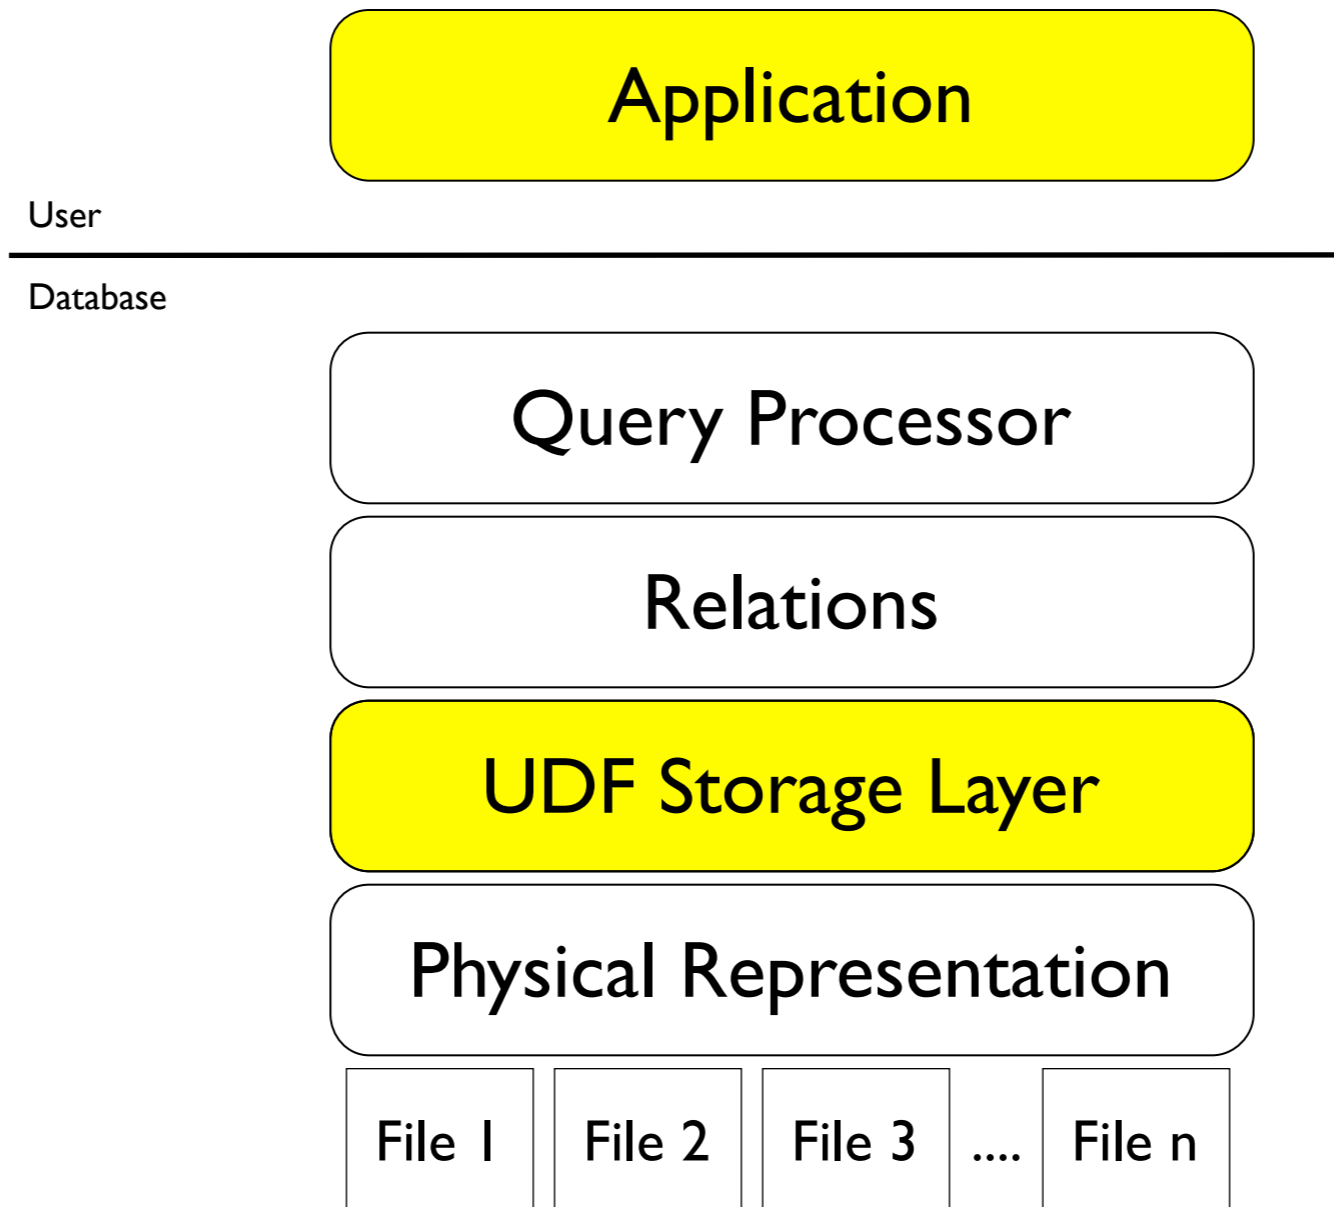 Application
User
Database
Query Processor
Relations
UDF Storage Layer
Physical Representation
File 1 File 2 File 3 .... File n